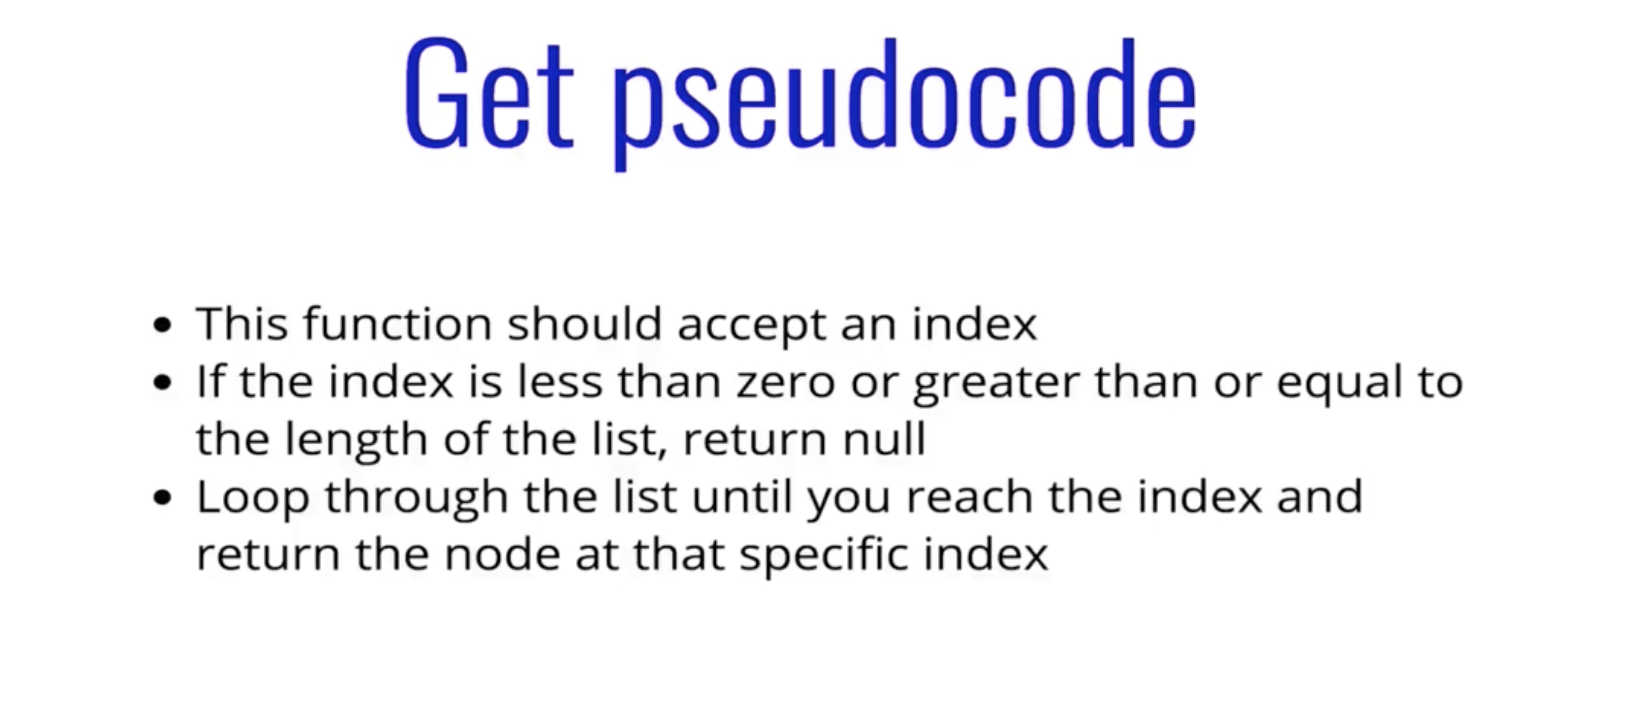 Get pseudocode
• This function should accept an index
• If the index is less than zero or greater than or equal to
the length of the list, return null
• Loop through the list until you reach the index and
return the node at that specific index